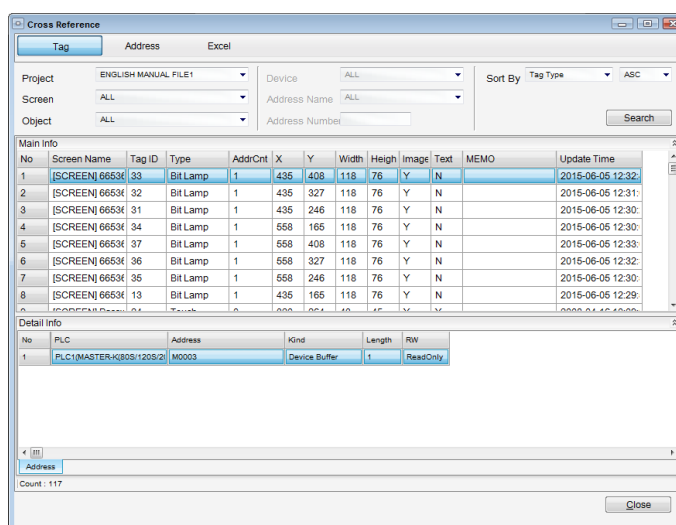 Cross Reference
Tag Address Excel
Project ENGLISH MANUAL FILE1 Device ALL Sort By Tag Type ASC
Screen ALL Address Name ALL
Object ALL Address Number Search
Main Info
No Screen Name Tag ID Type AddrCnt X Y Width Heigh Image Text MEMO Update Time
1 [SCREEN] 66536 33 Bit Lamp 1 435 408 118 76 Y N 2015-06-05 12:32:
2 [SCREEN] 66536 32 Bit Lamp 1 435 327 118 76 Y N 2015-06-05 12:31:
3 [SCREEN] 66536 31 Bit Lamp 1 435 246 118 76 Y N 2015-06-05 12:30:
4 [SCREEN] 66536 34 Bit Lamp 1 558 165 118 76 Y N 2015-06-05 12:30:
5 [SCREEN] 66536 37 Bit Lamp 1 558 408 118 76 Y N 2015-06-05 12:33:
6 [SCREEN] 66536 36 Bit Lamp 1 558 327 118 76 Y N 2015-06-05 12:32:
7 [SCREEN] 66536 35 Bit Lamp 1 558 246 118 76 Y N 2015-06-05 12:30:
8 [SCREEN] 66536 13 Bit Lamp 1 435 165 118 76 Y N 2015-06-05 12:29:
Detail Info
No PLC Address Kind Length RW
1 PLC1(MASTER-K(80S/120S/20 M0003 Device Buffer 1 ReadOnly
Address
Count : 117
Close